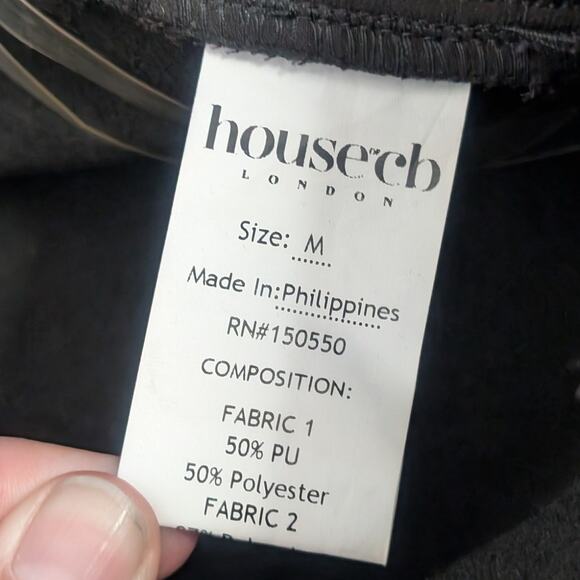 house of cb
LONDON
Size: M
Made In:Philippines
RN#150550
COMPOSITION:
FABRIC 1
50% PU
50% Polyester
FABRIC 2